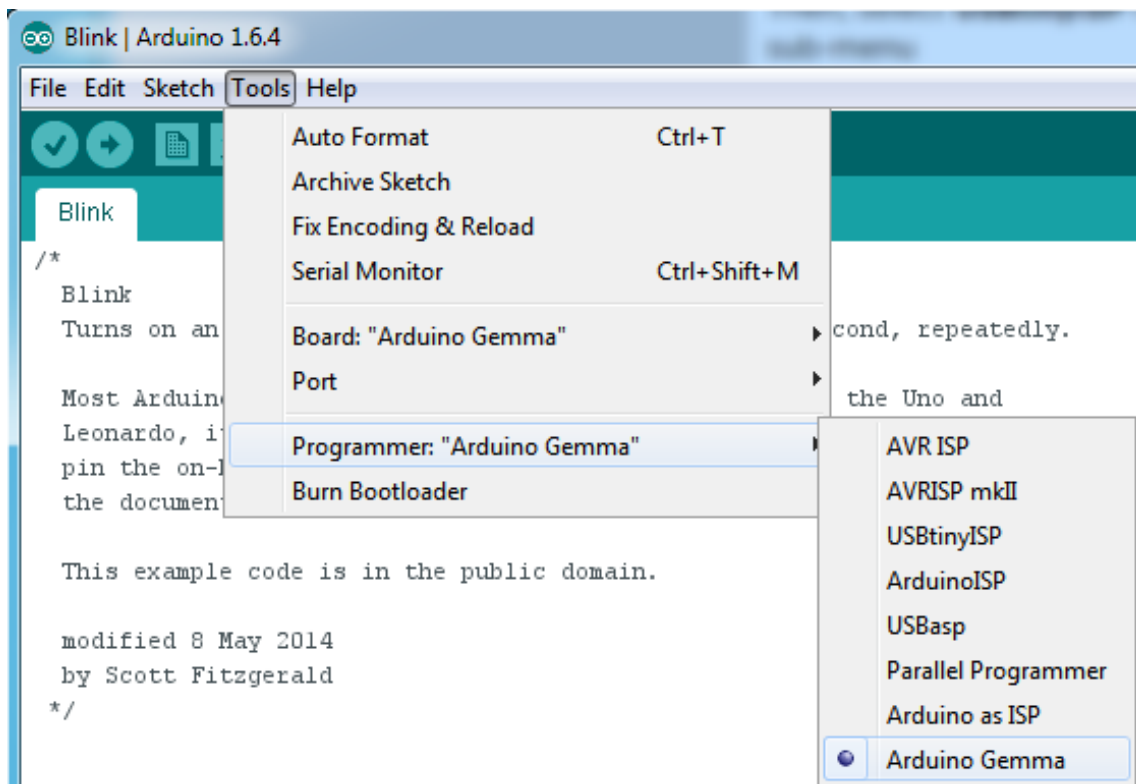 Blink | Arduino 1.6.4
sub-menu
File Edit Sketch Tools Help
Auto Format Ctrl+T
Archive Sketch
Fix Encoding & Reload
Serial Monitor Ctrl+Shift+M
Board: "Arduino Gemma"
Port
Programmer: "Arduino Gemma"
Burn Bootloader
AVR ISP
AVRISP mkII
USBtinyISP
ArduinoISP
USBasp
Parallel Programmer
Arduino as ISP
Arduino Gemma
Blink
/*
Blink
Turns on an cond, repeatedly.
Most Arduin the Uno and
Leonardo, i
pin the on-
the documen
This example code is in the public domain.
modified 8 May 2014
by Scott Fitzgerald
*/